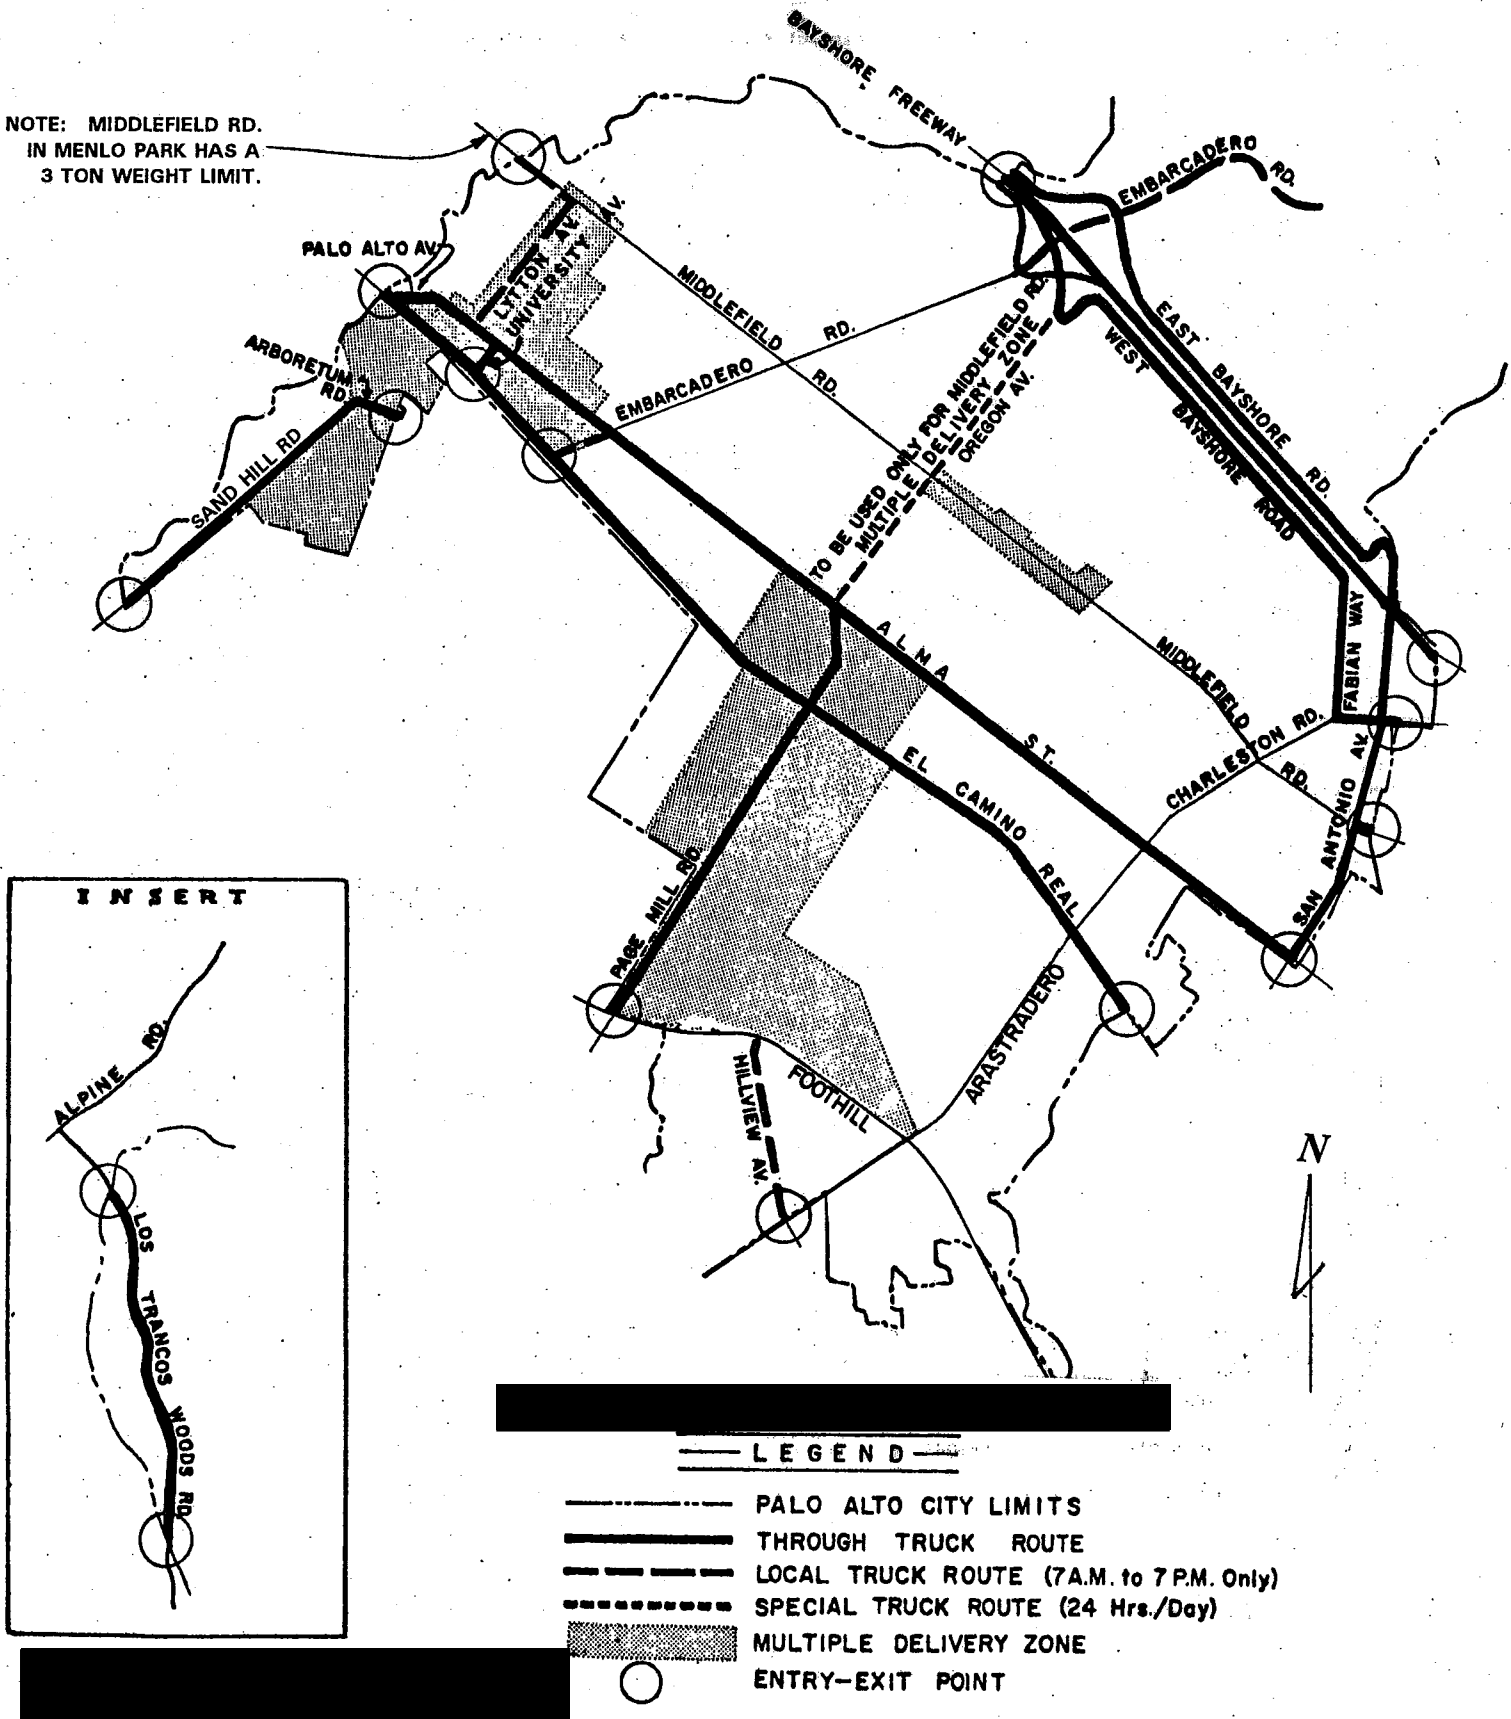 BAYSHORE FREEWAY
NOTE: MIDDLEFIELD RD.
IN MENLO PARK HAS A
3 TON WEIGHT LIMIT.
EMBARCADERO RD.
PALO ALTO AV.
LYTTON AV.
UNIVERSITY AV.
MIDDLEFIELD RD.
ARBORETUM
RD.
SAND HILL RD
EMBARCADERO RD.
TO BE USED ONLY FOR MIDDLEFIELD RD.
MULTIPLE DELIVERY ZONE
OREGON AV.
EAST BAYSHORE RD.
WEST BAYSHORE ROAD
FABIAN WAY
ALMA ST.
MIDDLEFIELD RD.
CHARLESTON RD.
SAN ANTONIO AV.
EL CAMINO REAL
PAGE MILL RD.
ARASTRADERO
FOOTHILL
HILLVIEW AV.
INSERT
ALPINE RD.
LOS TRANCOS WOODS RD.
N
LEGEND
PALO ALTO CITY LIMITS
THROUGH TRUCK ROUTE
LOCAL TRUCK ROUTE (7A.M. to 7 P.M. Only)
SPECIAL TRUCK ROUTE (24 Hrs./Day)
MULTIPLE DELIVERY ZONE
ENTRY-EXIT POINT